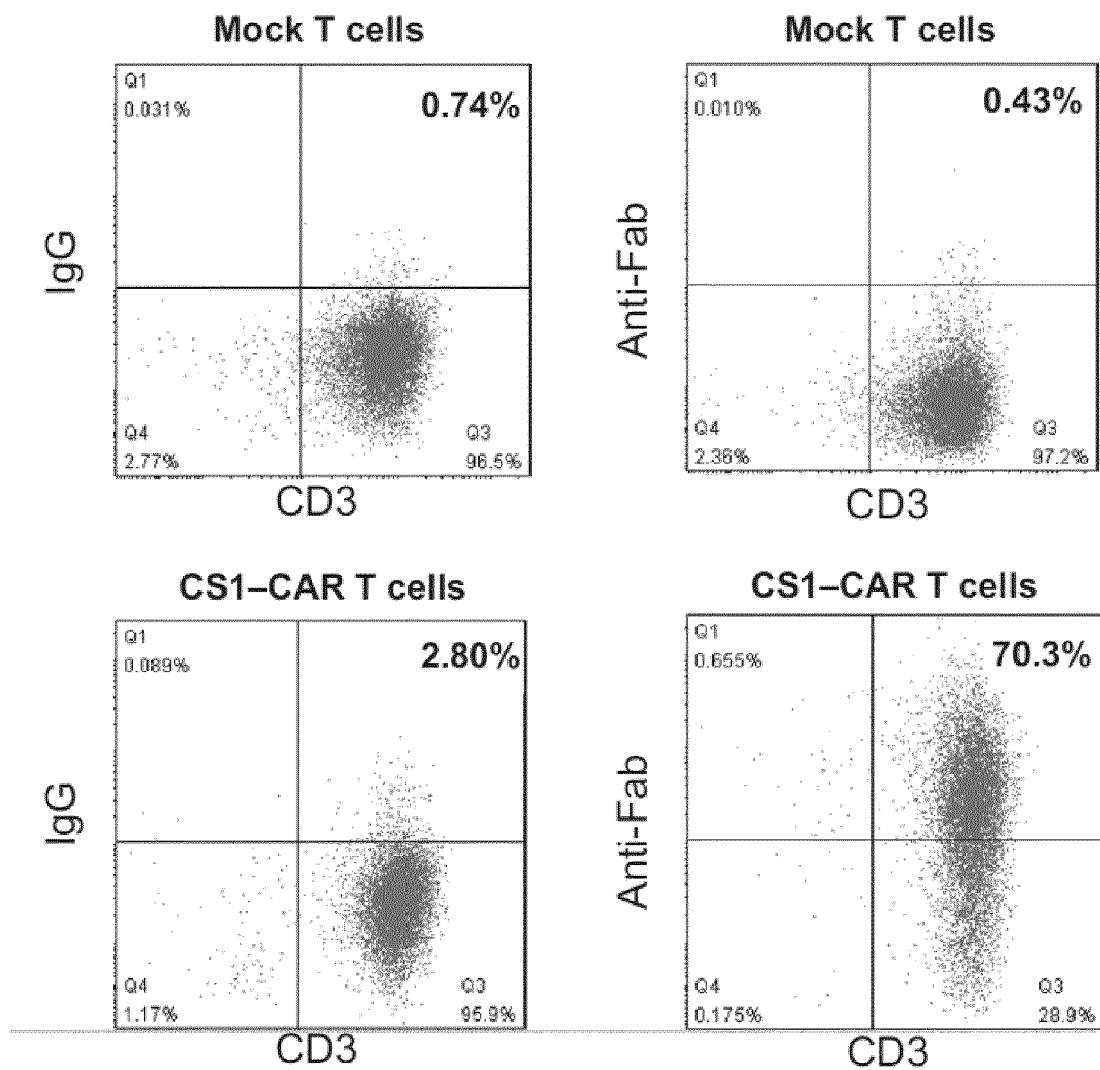 Mock T cells
Q1
0.031%
0.74%
IgG
Q4
2.77%
Q3
96.5%
CD3
Mock T cells
Q1
0.010%
0.43%
Anti-Fab
Q4
2.36%
Q3
97.2%
CD3
CS1–CAR T cells
Q1
0.089%
2.80%
IgG
Q4
1.17%
Q3
95.9%
CD3
CS1–CAR T cells
Q1
0.655%
70.3%
Anti-Fab
Q4
0.175%
Q3
28.9%
CD3